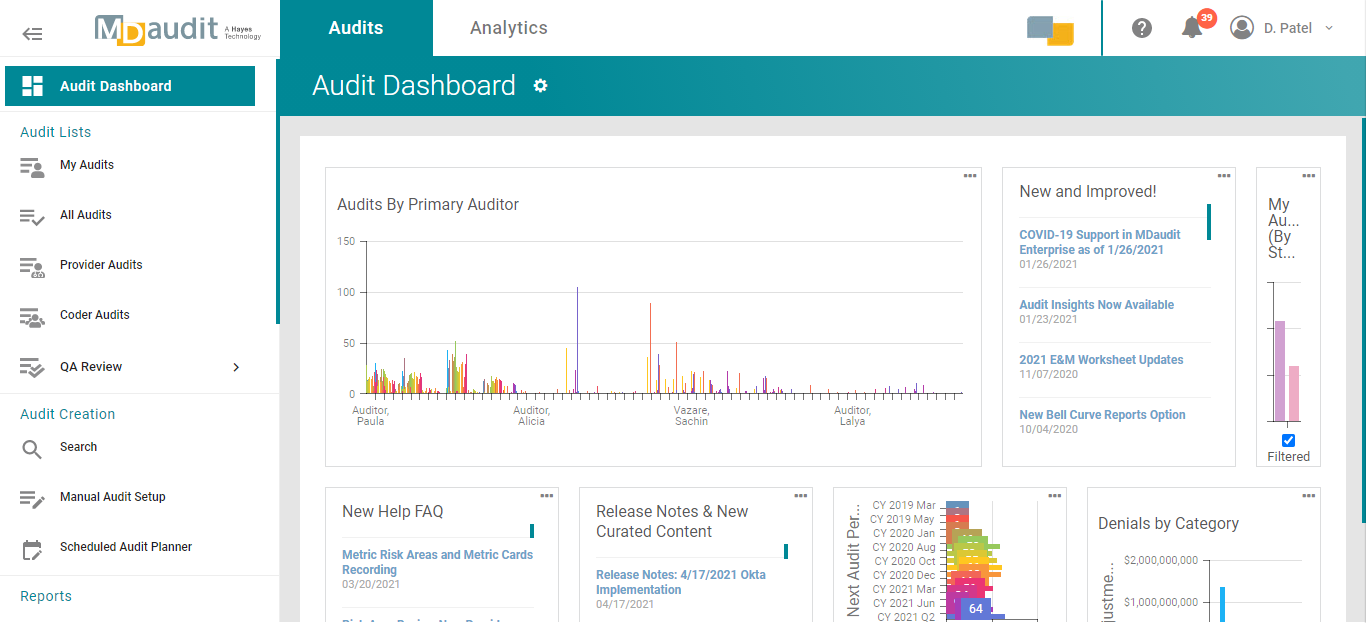 MDaudit A Hayes Technology
Audits
Analytics
39
D. Patel
Audit Dashboard
Audit Dashboard
Audit Lists
My Audits
All Audits
Provider Audits
Coder Audits
QA Review
Audit Creation
Search
Manual Audit Setup
Scheduled Audit Planner
Reports
Audits By Primary Auditor
150
100
50
0
Auditor, Paula
Auditor, Alicia
Vazare, Sachin
Auditor, Lalya
New and Improved!
COVID-19 Support in MDaudit
Enterprise as of 1/26/2021
01/26/2021
Audit Insights Now Available
01/23/2021
2021 E&M Worksheet Updates
11/07/2020
New Bell Curve Reports Option
10/04/2020
My
Au...
(By
St...
Filtered
New Help FAQ
Metric Risk Areas and Metric Cards
Recording
03/20/2021
Release Notes & New
Curated Content
Release Notes: 4/17/2021 Okta
Implementation
04/17/2021
Next Audit Per...
CY 2019 Mar
CY 2019 May
CY 2020 Jan
CY 2020 Aug
CY 2020 Oct
CY 2020 Dec
CY 2021 Mar
CY 2021 Jun
CY 2021 Q2
64
Denials by Category
$2,000,000,000
$1,000,000,000
justme...